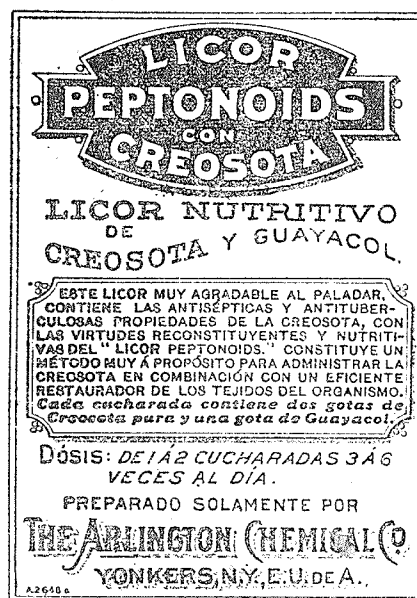 LICOR
PEPTONOIDS
CON
CREOSOTA
LICOR NUTRITIVO
DE
CREOSOTA Y GUAYACOL.
ESTE LICOR MUY AGRADABLE AL PALADAR,
CONTIENE LAS ANTISÉPTICAS Y ANTITUBER-
CULOSAS PROPIEDADES DE LA CREOSOTA, CON
LAS VIRTUDES RECONSTITUYENTES Y NUTRITI-
VAS DEL "LICOR PEPTONOIDS." CONSTITUYE UN
MÉTODO MUY Á PROPÓSITO PARA ADMINISTRAR LA
CREOSOTA EN COMBINACIÓN CON UN EFICIENTE
RESTAURADOR DE LOS TEJIDOS DEL ORGANISMO.
Cada cucharada contiene dos gotas de
Creosota pura y una gota de Guayacol.
DÓSIS: DE 1 Á 2 CUCHARADAS 3 Á 6
VECES AL DÍA.
PREPARADO SOLAMENTE POR
THE ARLINGTON CHEMICAL CO
YONKERS, N.Y., E.U. DE A.
A.2648a